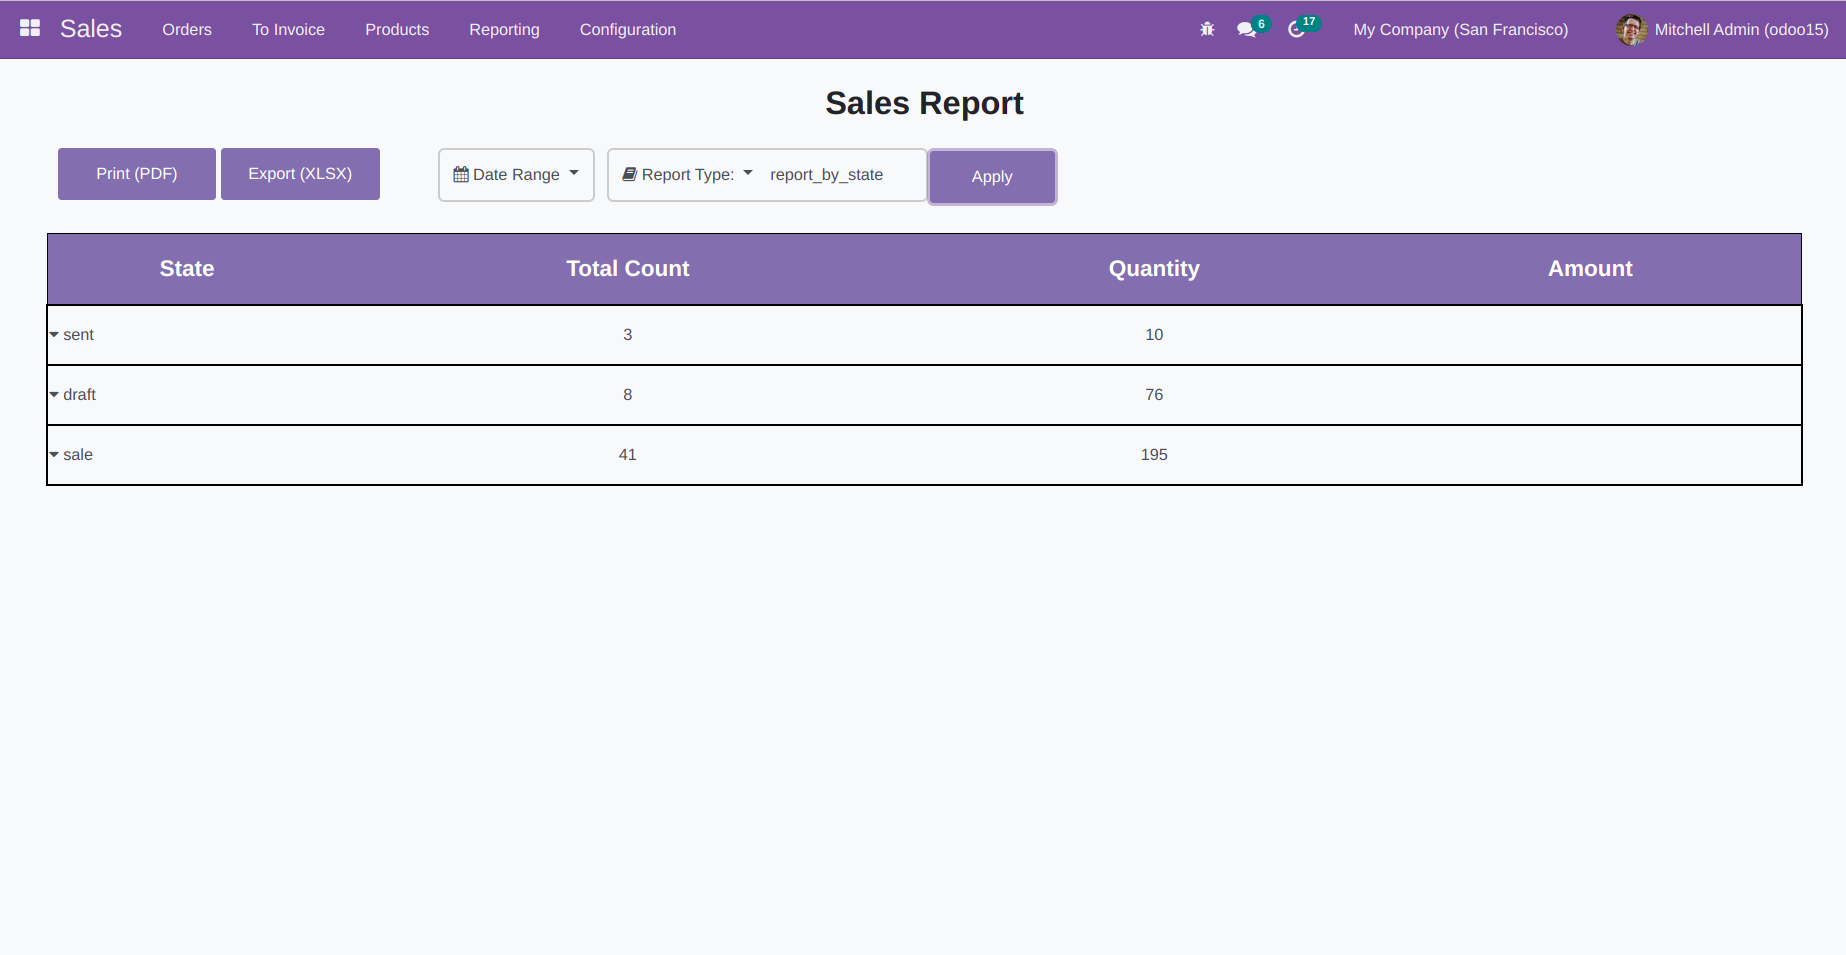 Sales Orders To Invoice Products Reporting Configuration 6 17 My Company (San Francisco) Mitchell Admin (odoo15)
Sales Report
Print (PDF) Export (XLSX) Date Range Report Type: report_by_state Apply
State Total Count Quantity Amount
sent 3 10
draft 8 76
sale 41 195